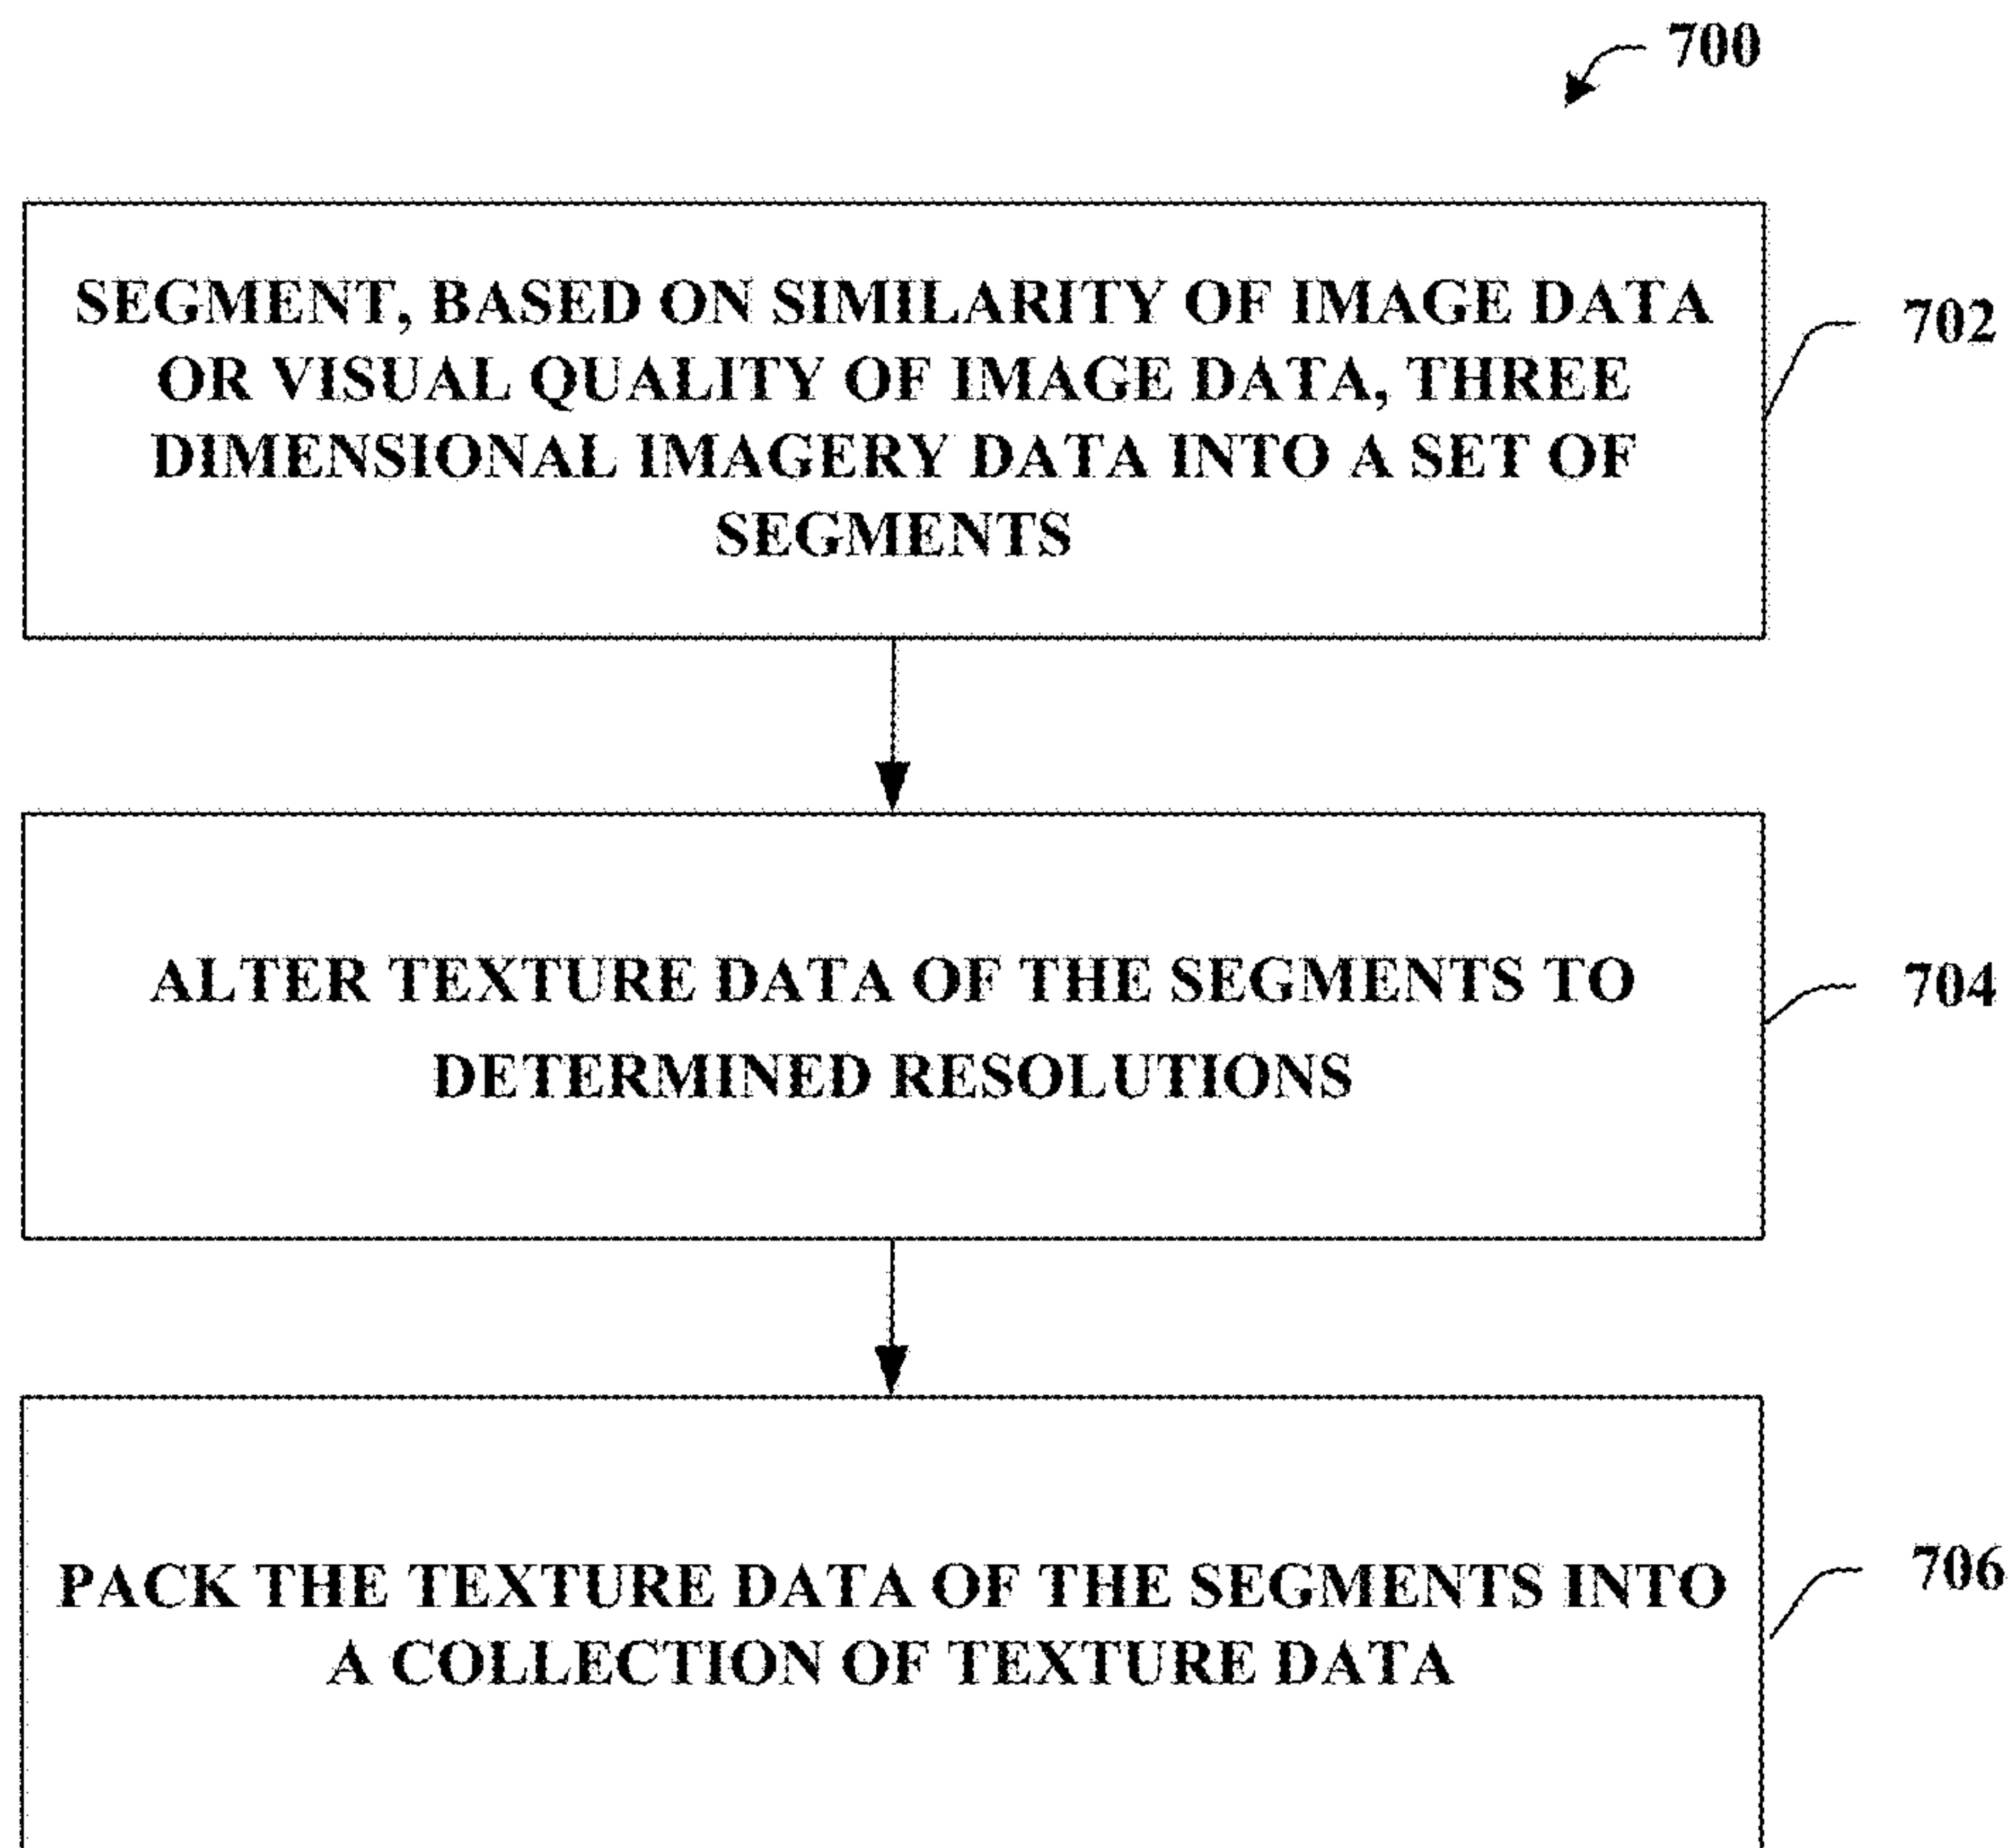 700
SEGMENT, BASED ON SIMILARITY OF IMAGE DATA
OR VISUAL QUALITY OF IMAGE DATA, THREE
DIMENSIONAL IMAGERY DATA INTO A SET OF
SEGMENTS
702
ALTER TEXTURE DATA OF THE SEGMENTS TO
DETERMINED RESOLUTIONS
704
PACK THE TEXTURE DATA OF THE SEGMENTS INTO
A COLLECTION OF TEXTURE DATA
706